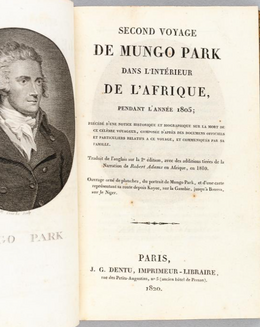 SECOND VOYAGE
DE MUNGO PARK
DANS L'INTÉRIEUR
DE L'AFRIQUE,
PENDANT L'ANNÉE 1805;
PRÉCÉDÉ D'UNE NOTICE HISTORIQUE ET BIOGRAPHIQUE SUR LA MORT DE
CE CÉLÈBRE VOYAGEUR, COMPOSÉE D'APRÈS DES DOCUMENS OFFICIELS
ET PARTICULIERS RELATIFS A CE VOYAGE, ET COMMUNIQUÉS PAR SA
FAMILLE.
Traduit de l'anglais sur la 2e édition, avec des additions tirées de la
Narration de Robert Adams en Afrique, en 1810.
Ouvrage orné de planches, du portrait de Mungo-Park, et d'une carte
représentant sa route depuis Kayee, sur la Gambie, jusqu'à Boussa,
sur le Niger.
NGO PARK
PARIS,
J. G. DENTU, IMPRIMEUR-LIBRAIRE,
rue des Petits-Augustins, n° 5 (ancien hôtel de Persan).
1820.